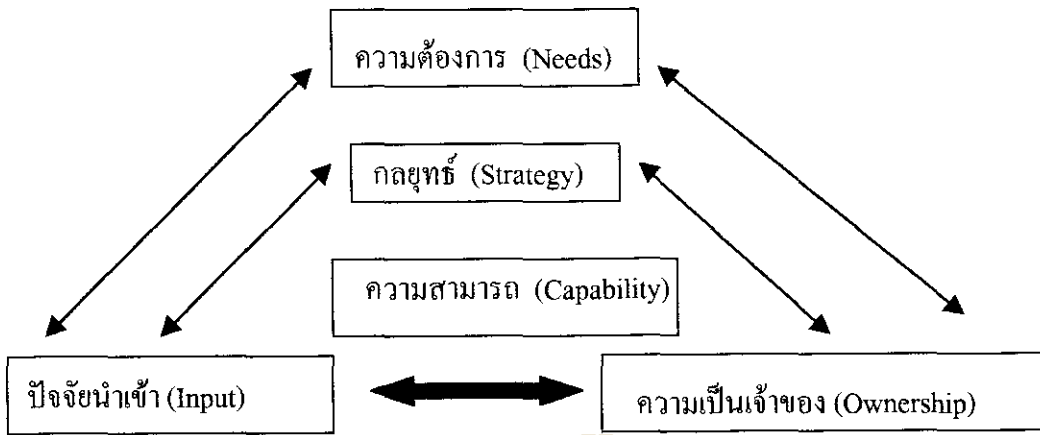 ความต้องการ (Needs)
กลยุทธ์ (Strategy)
ความสามารถ (Capability)
ปัจจัยนำเข้า (Input)
ความเป็นเจ้าของ (Ownership)